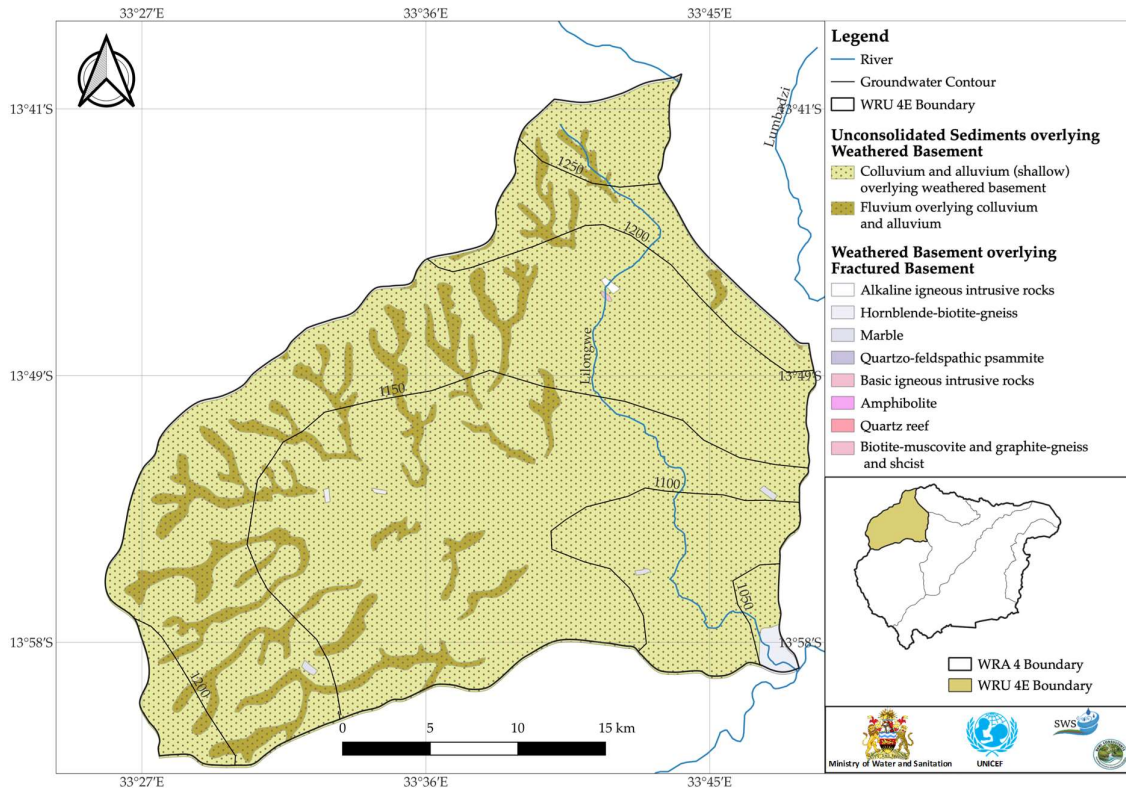 33°27′E 33°36′E 33°45′E
13°41′S 13°41′S
13°49′S 13°49′S
13°58′S 13°58′S
33°27′E 33°36′E 33°45′E
Lumbadzi
1250
1200
Lilongwe
1150
1100
1050
1200
0 5 10 15 km
Legend
River
Groundwater Contour
WRU 4E Boundary
Unconsolidated Sediments overlying
Weathered Basement
Colluvium and alluvium (shallow)
overlying weathered basement
Fluvium overlying colluvium
and alluvium
Weathered Basement overlying
Fractured Basement
Alkaline igneous intrusive rocks
Hornblende-biotite-gneiss
Marble
Quartzo-feldspathic psammite
Basic igneous intrusive rocks
Amphibolite
Quartz reef
Biotite-muscovite and graphite-gneiss
and shcist
WRA 4 Boundary
WRU 4E Boundary
Ministry of Water and Sanitation
UNICEF
SWS